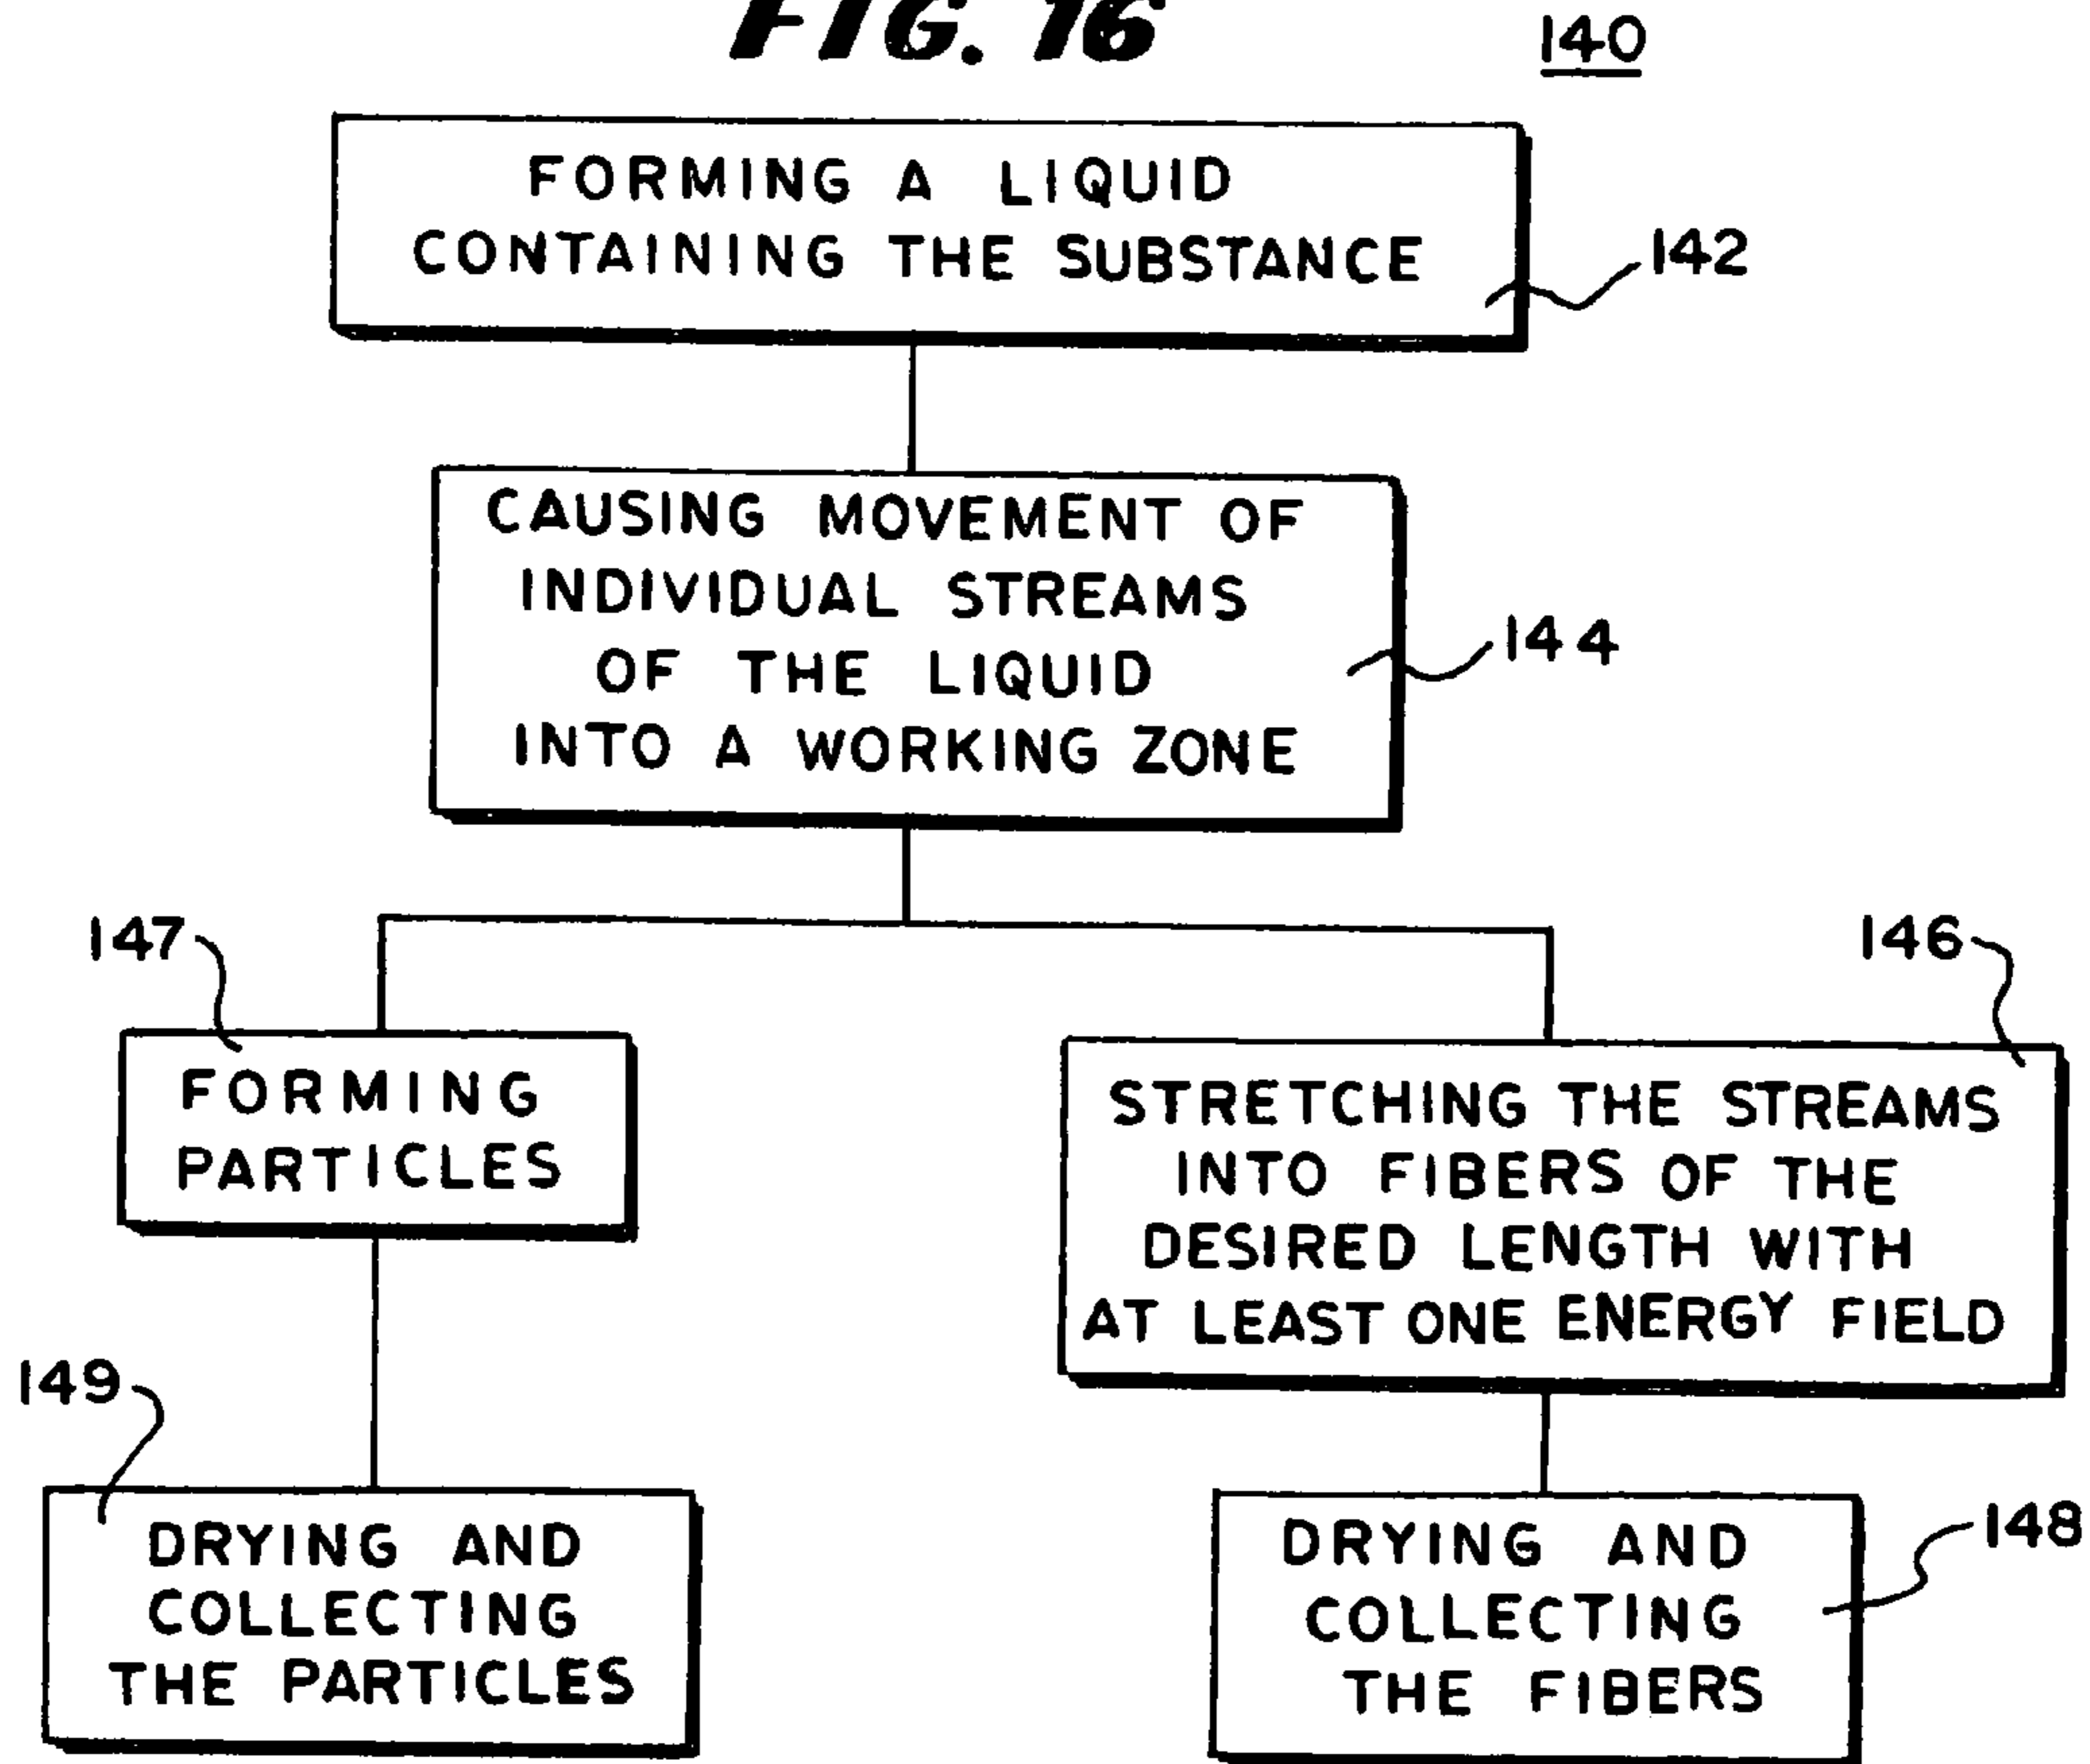 FIG. 16
140
FORMING A LIQUID
CONTAINING THE SUBSTANCE
142
CAUSING MOVEMENT OF
INDIVIDUAL STREAMS
OF THE LIQUID
INTO A WORKING ZONE
144
147
FORMING
PARTICLES
146
STRETCHING THE STREAMS
INTO FIBERS OF THE
DESIRED LENGTH WITH
AT LEAST ONE ENERGY FIELD
149
DRYING AND
COLLECTING
THE PARTICLES
DRYING AND
COLLECTING
THE FIBERS
148